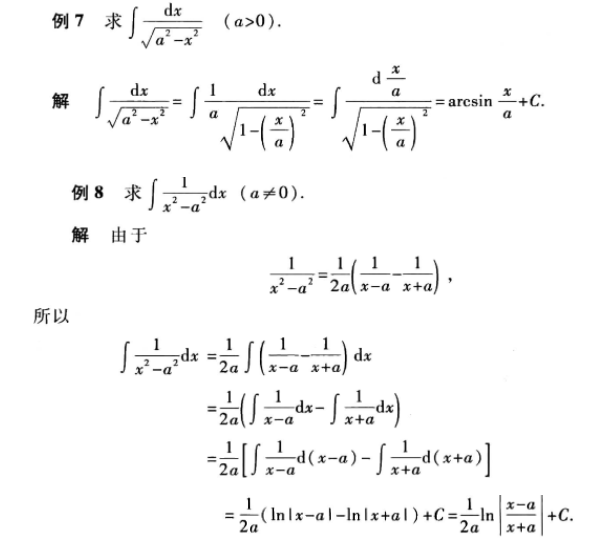 例7 求∫dx/√(a²-x²) (a>0).
解 ∫dx/√(a²-x²)=∫(1/a)dx/√(1-(x/a)²)=∫d(x/a)/√(1-(x/a)²)=arcsin x/a+C.
例8 求∫1/(x²-a²)dx (a≠0).
解 由于
1/(x²-a²)=1/2a(1/(x-a)-1/(x+a)),
所以
∫1/(x²-a²)dx=1/2a∫(1/(x-a)-1/(x+a))dx
=1/2a(∫1/(x-a)dx-∫1/(x+a)dx)
=1/2a[∫1/(x-a)d(x-a)-∫1/(x+a)d(x+a)]
=1/2a(ln|x-a|-ln|x+a|)+C=1/2a ln|(x-a)/(x+a)|+C.